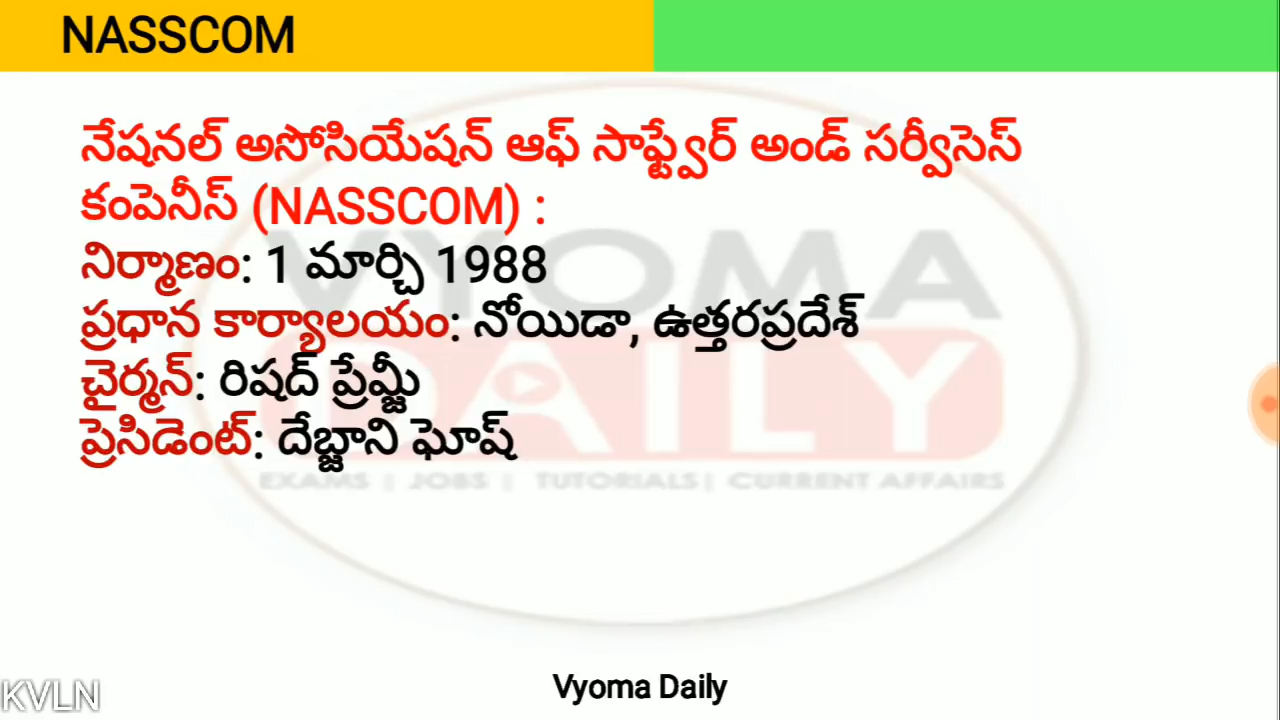 NASSCOM
నేషనల్ అసోసియేషన్ ఆఫ్ సాఫ్ట్వేర్ అండ్ సర్వీసెస్
కంపెనీస్ (NASSCOM) :
నిర్మాణం: 1 మార్చి 1988
ప్రధాన కార్యాలయం: నోయిడా, ఉత్తరప్రదేశ్
చైర్మన్: రిషద్ ప్రేమ్జీ
ప్రెసిడెంట్: దేబ్జాని ఘోష్
VYOMA
DAILY
EXAMS | JOBS | TUTORIALS | CURRENT AFFAIRS
Vyoma Daily
KVLN